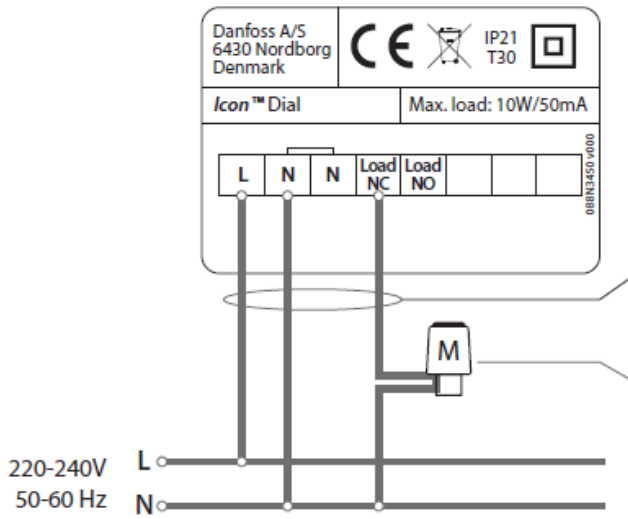 Danfoss A/S
6430 Nordborg
Denmark
CE
IP21
T30
Icon™ Dial
Max. load: 10W/50mA
L N N Load NC Load NO
088N3450 v000
M
220-240V L
50-60 Hz N